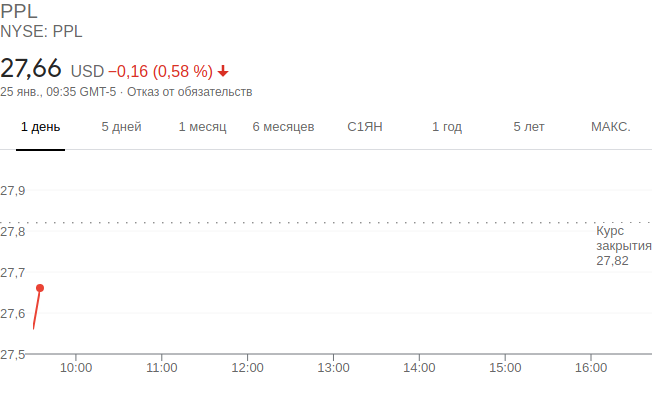 PPL
NYSE: PPL
27,66 USD −0,16 (0,58 %)
25 янв., 09:35 GMT-5 · Отказ от обязательств
1 день 5 дней 1 месяц 6 месяцев С1ЯН 1 год 5 лет МАКС.
27,9
27,8
Курс
закрытия
27,82
27,7
27,6
27,5
10:00 11:00 12:00 13:00 14:00 15:00 16:00